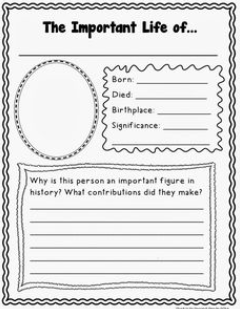 The Important Life of...
Born:
Died:
Birthplace:
Significance:
Why is this person an important figure in
history? What contributions did they make?